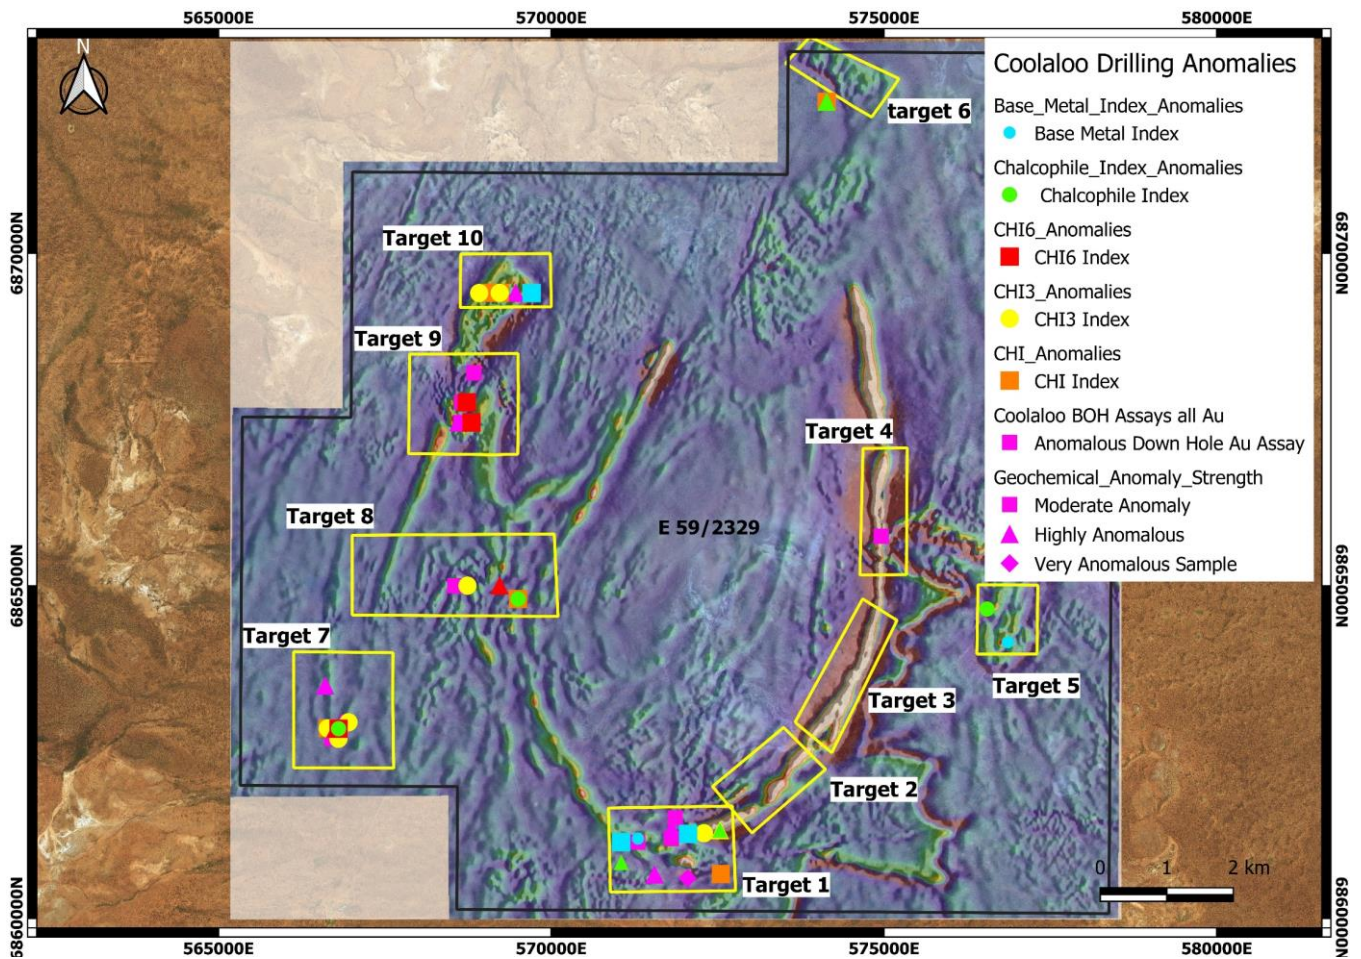 565000E 570000E 575000E 580000E
N
Coolaloo Drilling Anomalies
Base_Metal_Index_Anomalies
Base Metal Index
Chalcophile_Index_Anomalies
Chalcophile Index
CHI6_Anomalies
CHI6 Index
CHI3_Anomalies
CHI3 Index
CHI_Anomalies
CHI Index
Coolaloo BOH Assays all Au
Anomalous Down Hole Au Assay
Geochemical_Anomaly_Strength
Moderate Anomaly
Highly Anomalous
Very Anomalous Sample
target 6
6870000N
6870000N
Target 10
Target 9
Target 4
Target 8
E 59/2329
6865000N
6865000N
Target 7
Target 5
Target 3
Target 2
Target 1
0 1 2 km
6860000N
6860000N
565000E 570000E 575000E 580000E